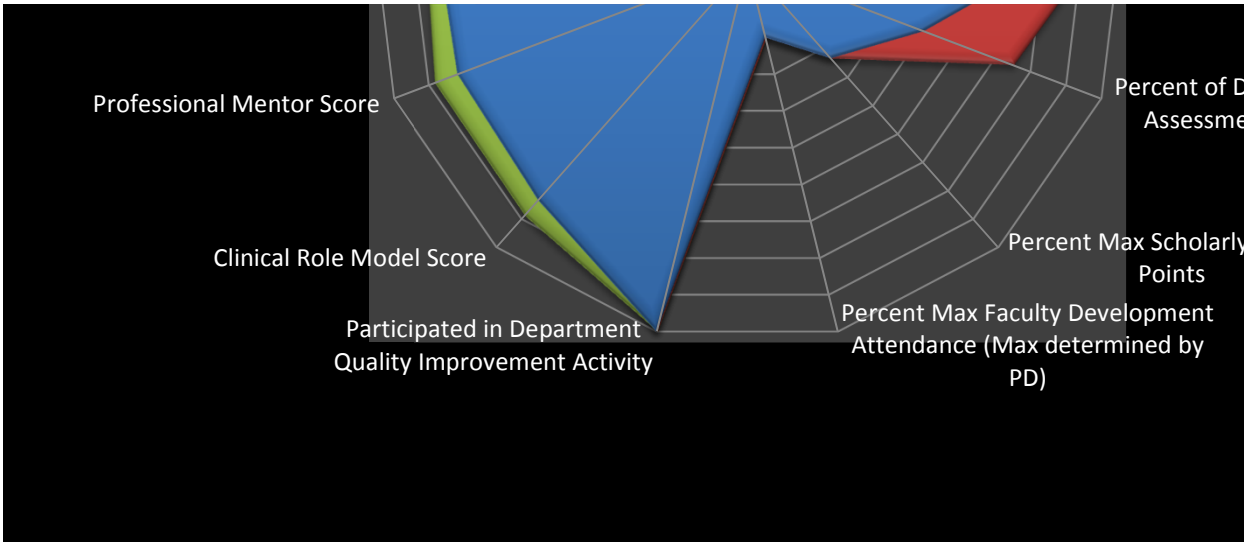 Professional Mentor Score
Percent of D
Assessme
Clinical Role Model Score
Percent Max Scholarly
Points
Participated in Department
Quality Improvement Activity
Percent Max Faculty Development
Attendance (Max determined by
PD)